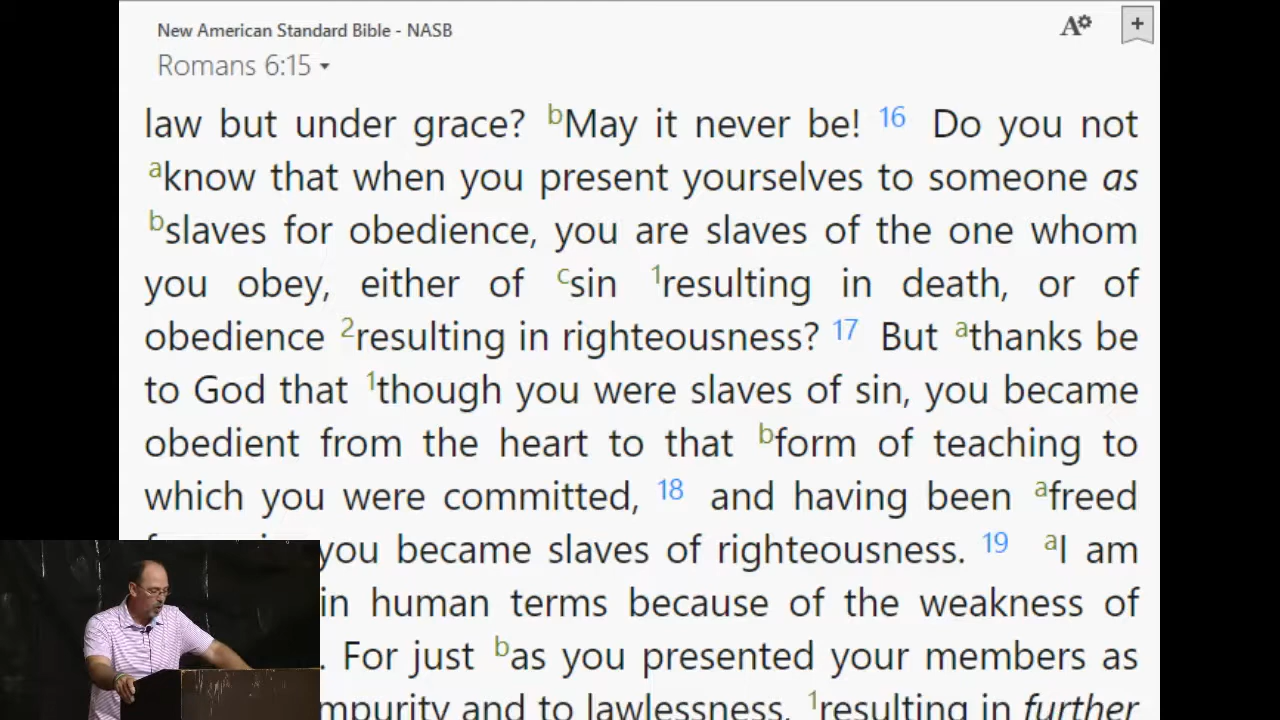 New American Standard Bible - NASB
Romans 6:15
A
+
law but under grace? bMay it never be! 16 Do you not
aknow that when you present yourselves to someone as
bslaves for obedience, you are slaves of the one whom
you obey, either of csin 1resulting in death, or of
obedience 2resulting in righteousness? 17 But athanks be
to God that 1though you were slaves of sin, you became
obedient from the heart to that bform of teaching to
which you were committed, 18 and having been afreed
you became slaves of righteousness. 19 aI am
in human terms because of the weakness of
. For just bas you presented your members as
mpurity and to lawlessness, 1resulting in further